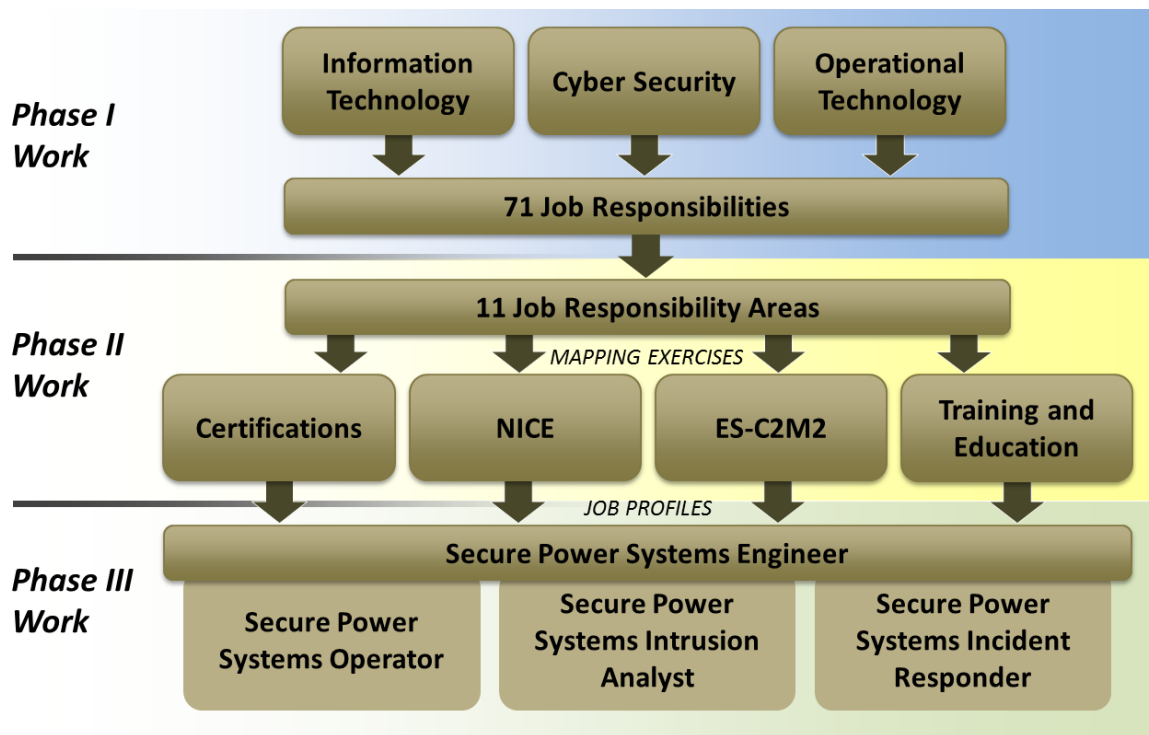 Phase I
Work
Information
Technology
Cyber Security
Operational
Technology
71 Job Responsibilities
Phase II
Work
11 Job Responsibility Areas
MAPPING EXERCISES
Certifications
NICE
ES-C2M2
Training and
Education
JOB PROFILES
Phase III
Work
Secure Power Systems Engineer
Secure Power
Systems Operator
Secure Power
Systems Intrusion
Analyst
Secure Power
Systems Incident
Responder